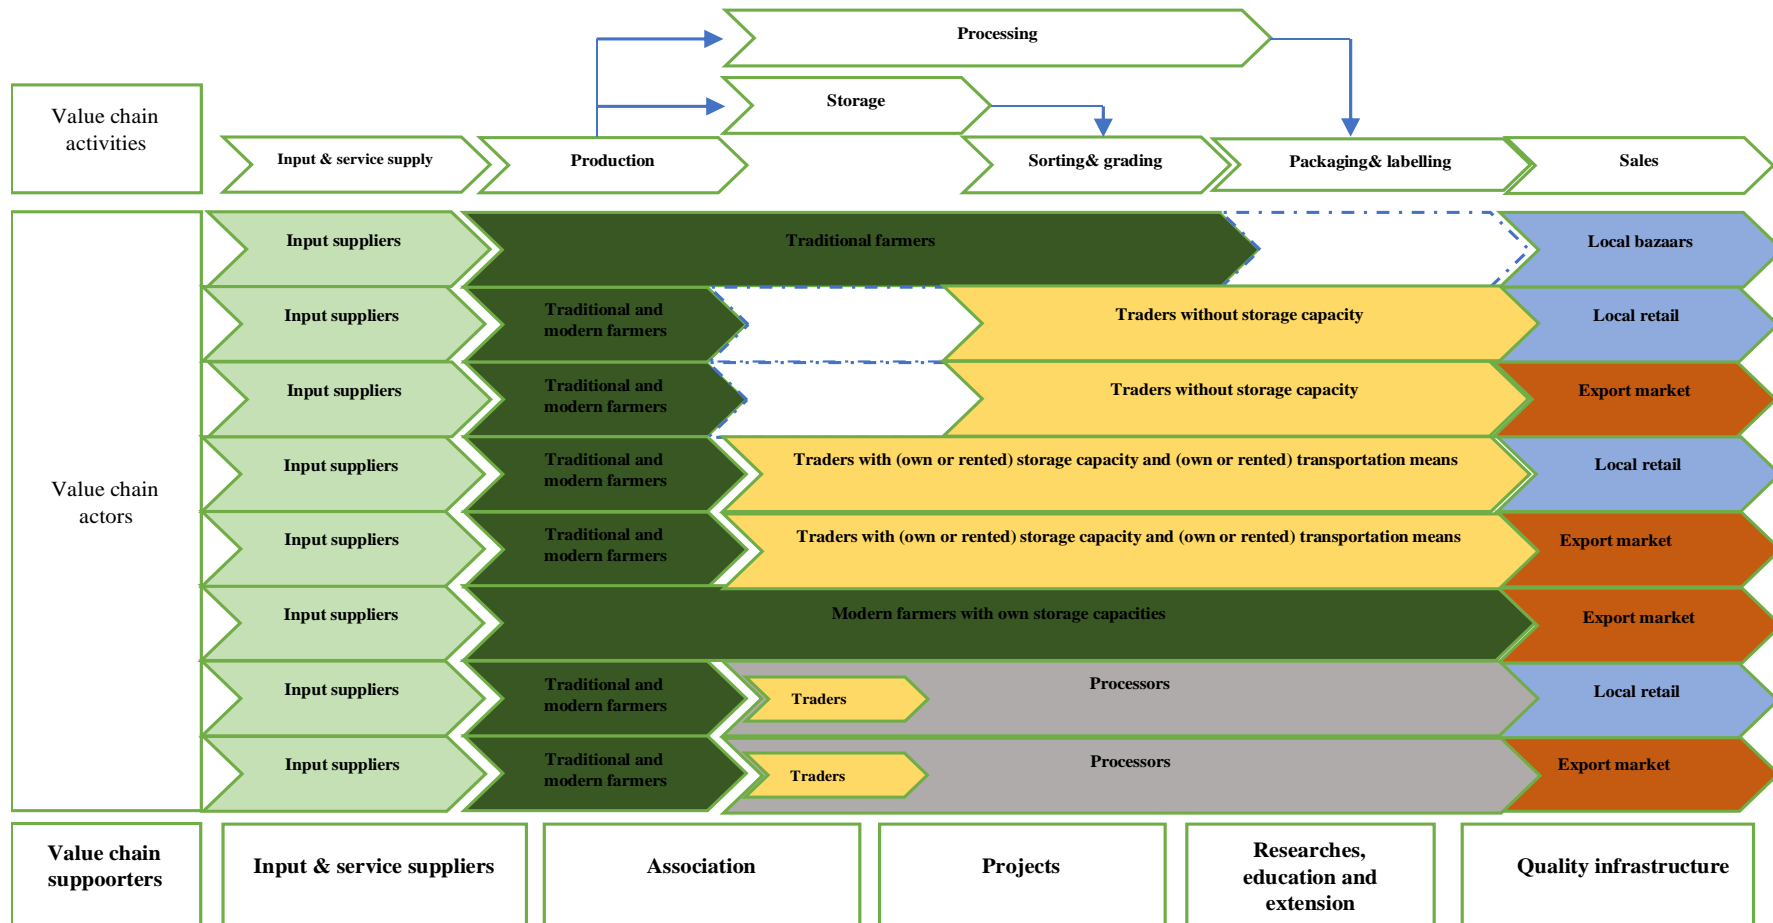 Processing
Storage
Value chain
activities
Input & service supply
Production
Sorting& grading
Packaging& labelling
Sales
Value chain
actors
Input suppliers
Traditional farmers
Local bazaars
Input suppliers
Traditional and
modern farmers
Traders without storage capacity
Local retail
Input suppliers
Traditional and
modern farmers
Traders without storage capacity
Export market
Input suppliers
Traditional and
modern farmers
Traders with (own or rented) storage capacity and (own or rented) transportation means
Local retail
Input suppliers
Traditional and
modern farmers
Traders with (own or rented) storage capacity and (own or rented) transportation means
Export market
Input suppliers
Modern farmers with own storage capacities
Export market
Input suppliers
Traditional and
modern farmers
Traders
Processors
Local retail
Input suppliers
Traditional and
modern farmers
Traders
Processors
Export market
Value chain
suppoorters
Input & service suppliers
Association
Projects
Researches,
education and
extension
Quality infrastructure